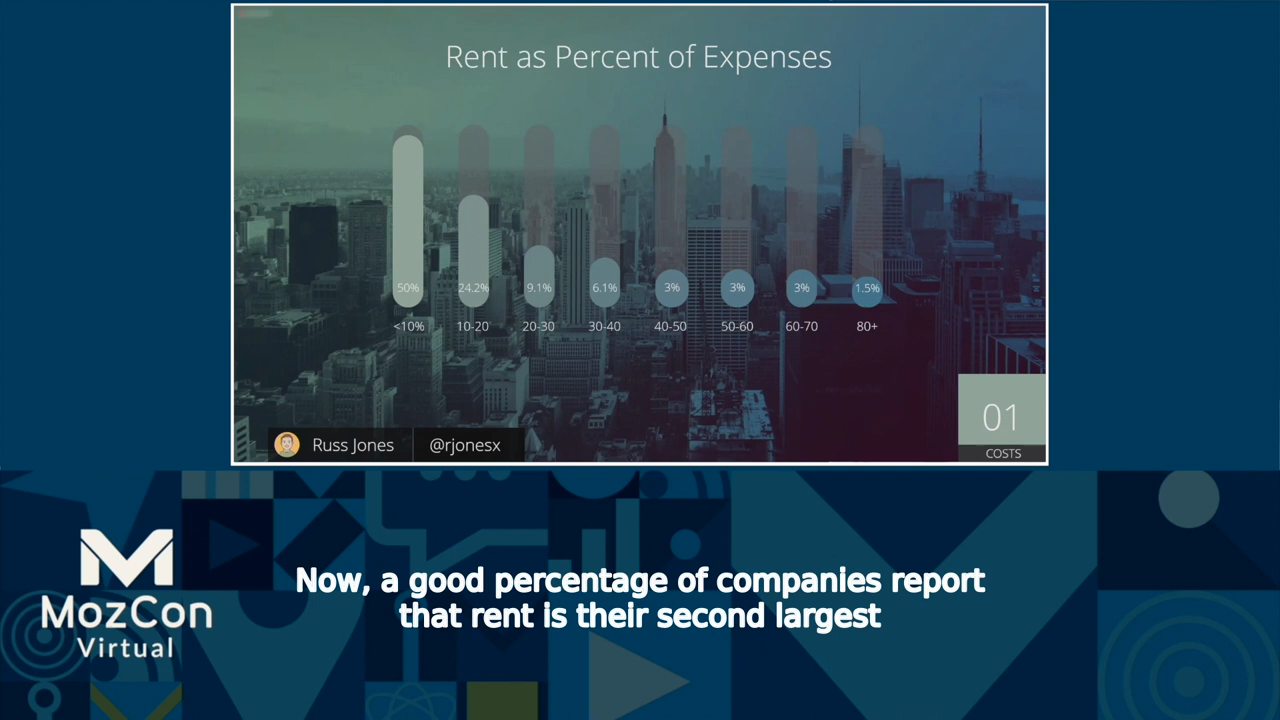 Rent as Percent of Expenses
50% 24.2% 9.1% 6.1% 3% 3% 3% 1.5%
<10% 10-20 20-30 30-40 40-50 50-60 60-70 80+
01
COSTS
Russ Jones @rjonesx
M
MozCon
Virtual
Now, a good percentage of companies report
that rent is their second largest